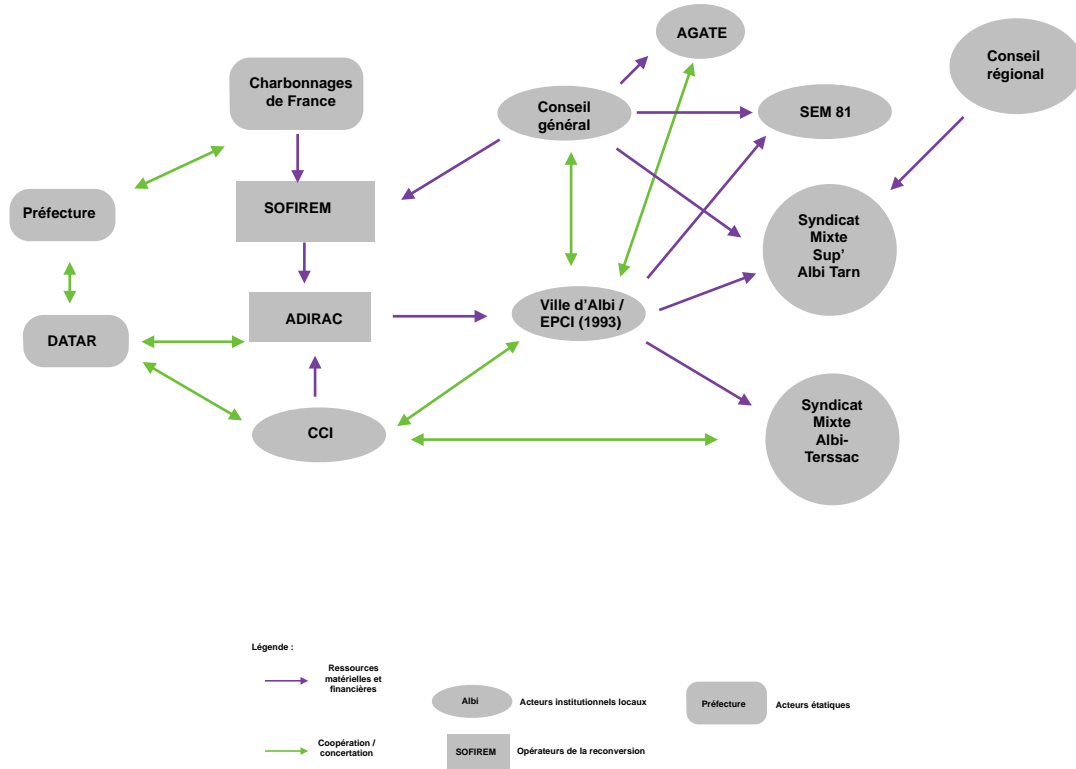 AGATE
Conseil
régional
Charbonnages
de France
Conseil
général
SEM 81
Préfecture
SOFIREM
Syndicat
Mixte
Sup'
Albi Tarn
Ville d'Albi /
EPCI (1993)
ADIRAC
DATAR
CCI
Syndicat
Mixte
Albi-
Terssac
Légende :
Ressources
matérielles et
financières
Albi
Acteurs institutionnels locaux
Préfecture
Acteurs étatiques
Coopération /
concertation
SOFIREM
Opérateurs de la reconversion